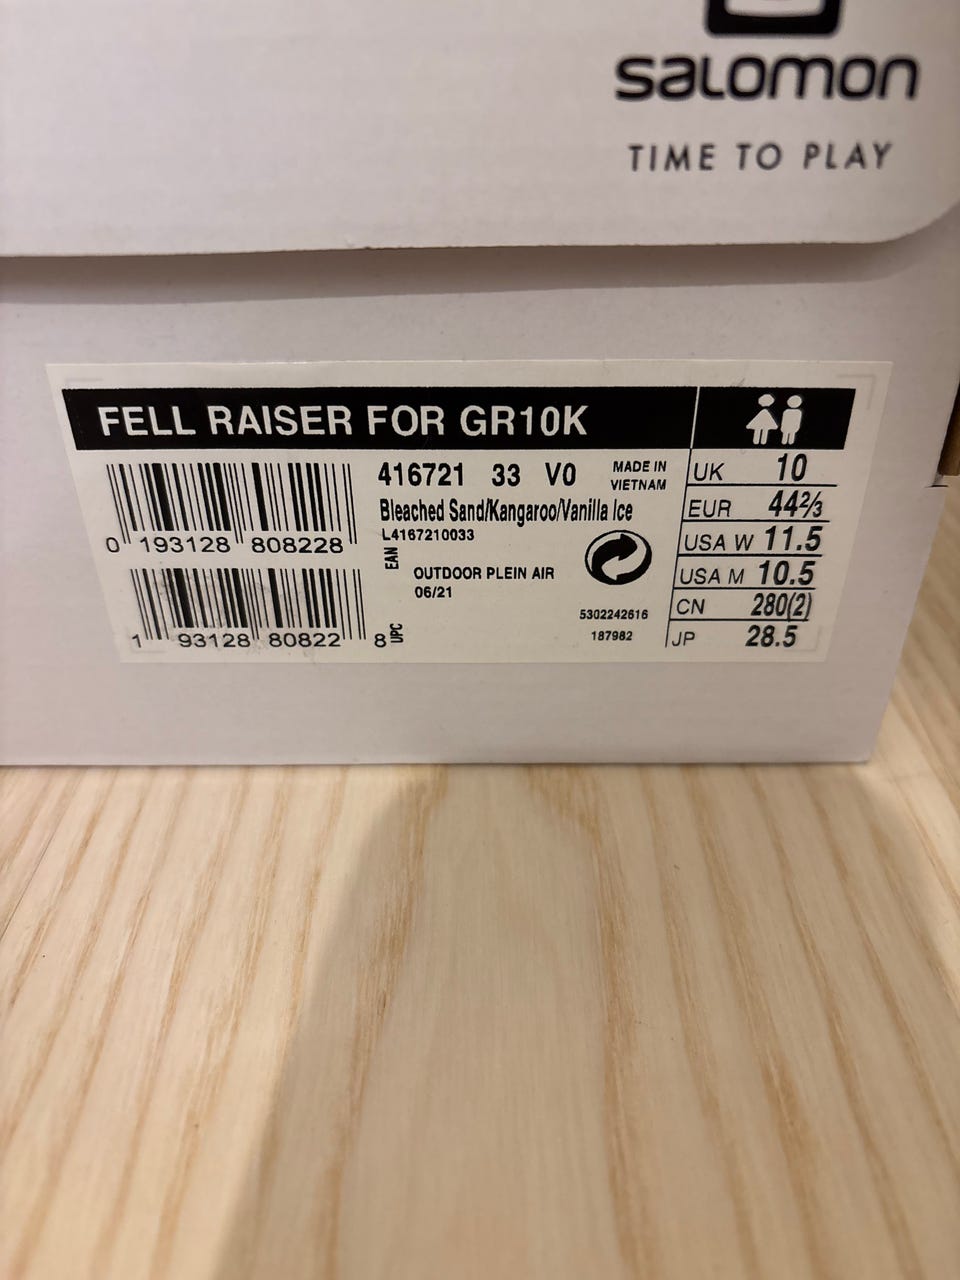 SALOMON
TIME TO PLAY
FELL RAISER FOR GR10K
416721 33 V0
MADE IN
VIETNAM
Bleached Sand/Kangaroo/Vanilla Ice
L4167210033
EAN
0 193128 808228
OUTDOOR PLEIN AIR
06/21
5302242616
187982
1 93128 80822 8
UPC
UK 10
EUR 44⅔
USA W 11.5
USA M 10.5
CN 280(2)
JP 28.5